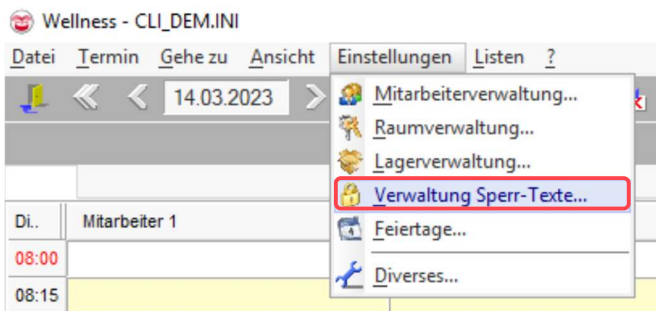 Wellness - CLI_DEM.INI
Datei Termin Gehe zu Ansicht Einstellungen Listen ?
14.03.2023
Mitarbeiterverwaltung...
Raumverwaltung...
Lagerverwaltung...
Verwaltung Sperr-Texte...
Feiertage...
Diverses...
Di.. Mitarbeiter 1
08:00
08:15